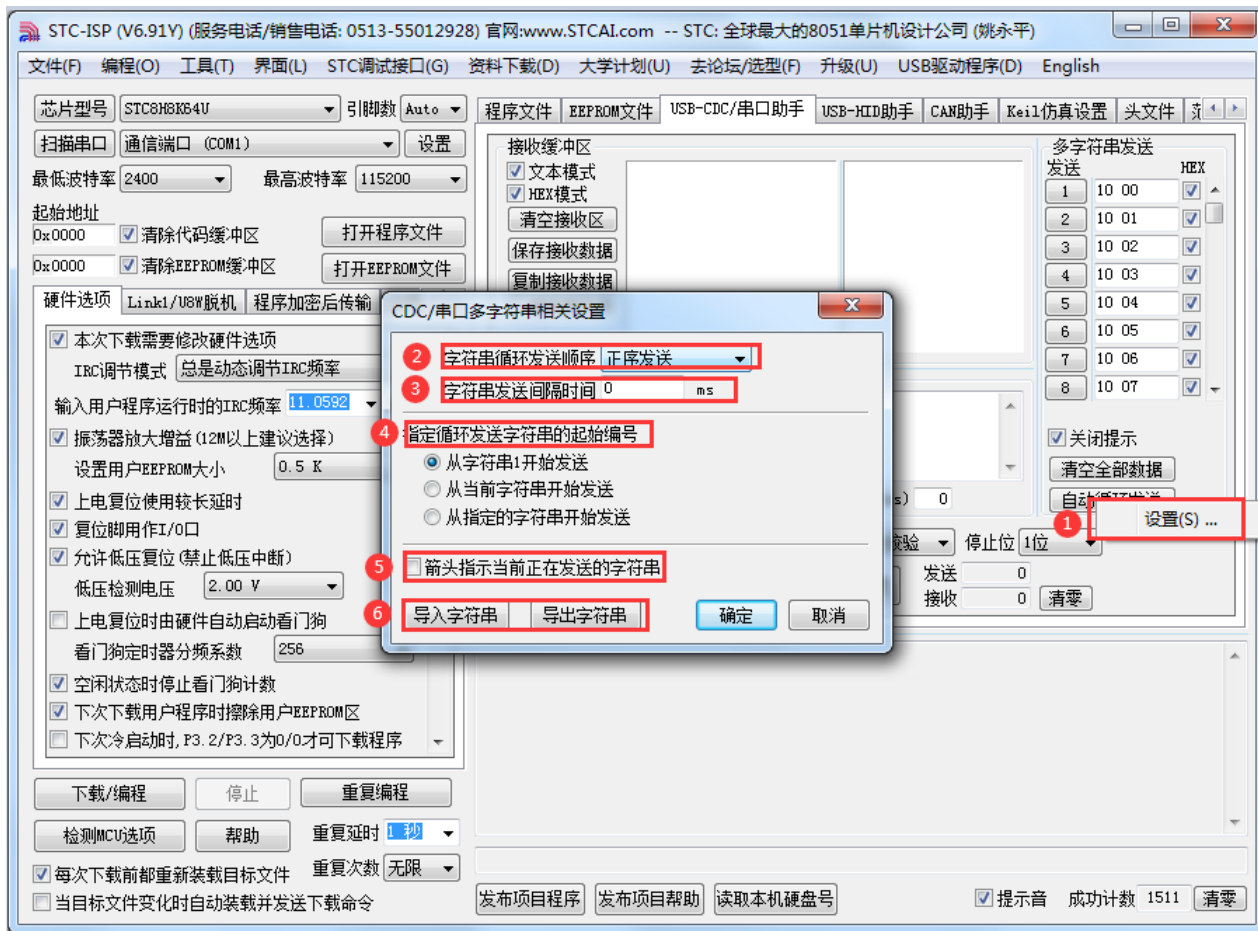 STC-ISP (V6.91Y) (服务电话/销售电话: 0513-55012928) 官网:www.STCAI.com -- STC: 全球最大的8051单片机设计公司 (姚永平)
文件(F) 编程(O) 工具(T) 界面(L) STC调试接口(G) 资料下载(D) 大学计划(U) 去论坛/选型(F) 升级(U) USB驱动程序(D) English
芯片型号 STC8H8K64U 引脚数 Auto
扫描串口 通信端口 (COM1) 设置
最低波特率 2400 最高波特率 115200
起始地址
0x0000 清除代码缓冲区 打开程序文件
0x0000 清除EEPROM缓冲区 打开EEPROM文件
硬件选项 Link1/U8W脱机 程序加密后传输
本次下载需要修改硬件选项
IRC调节模式 总是动态调节IRC频率
输入用户程序运行时的IRC频率 11.0592
振荡器放大增益(12M以上建议选择)
设置用户EEPROM大小 0.5 K
上电复位使用较长延时
复位脚用作I/O口
允许低压复位(禁止低压中断)
低压检测电压 2.00 V
上电复位时由硬件自动启动看门狗
看门狗定时器分频系数 256
空闲状态时停止看门狗计数
下次下载用户程序时擦除用户EEPROM区
下次冷启动时,P3.2/P3.3为0/0才可下载程序
下载/编程 停止 重复编程
检测MCU选项 帮助 重复延时 1 秒
每次下载前都重新装载目标文件 重复次数 无限
当目标文件变化时自动装载并发送下载命令
程序文件 EEPROM文件 USB-CDC/串口助手 USB-HID助手 CAN助手 Keil仿真设置 头文件
接收缓冲区
文本模式
HEX模式
清空接收区
保存接收数据
复制接收数据
多字符串发送
发送 HEX
1 10 00
2 10 01
3 10 02
4 10 03
5 10 04
6 10 05
7 10 06
8 10 07
关闭提示
清空全部数据
s) 0 自动循环发送
1 设置(S) ...
校验 停止位 1位
发送 0
接收 0 清零
CDC/串口多字符串相关设置
2 字符串循环发送顺序 正序发送
3 字符串发送间隔时间 0 ms
4 指定循环发送字符串的起始编号
从字符串1开始发送
从当前字符串开始发送
从指定的字符串开始发送
5 箭头指示当前正在发送的字符串
6 导入字符串 导出字符串 确定 取消
发布项目程序 发布项目帮助 读取本机硬盘号 提示音 成功计数 1511 清零